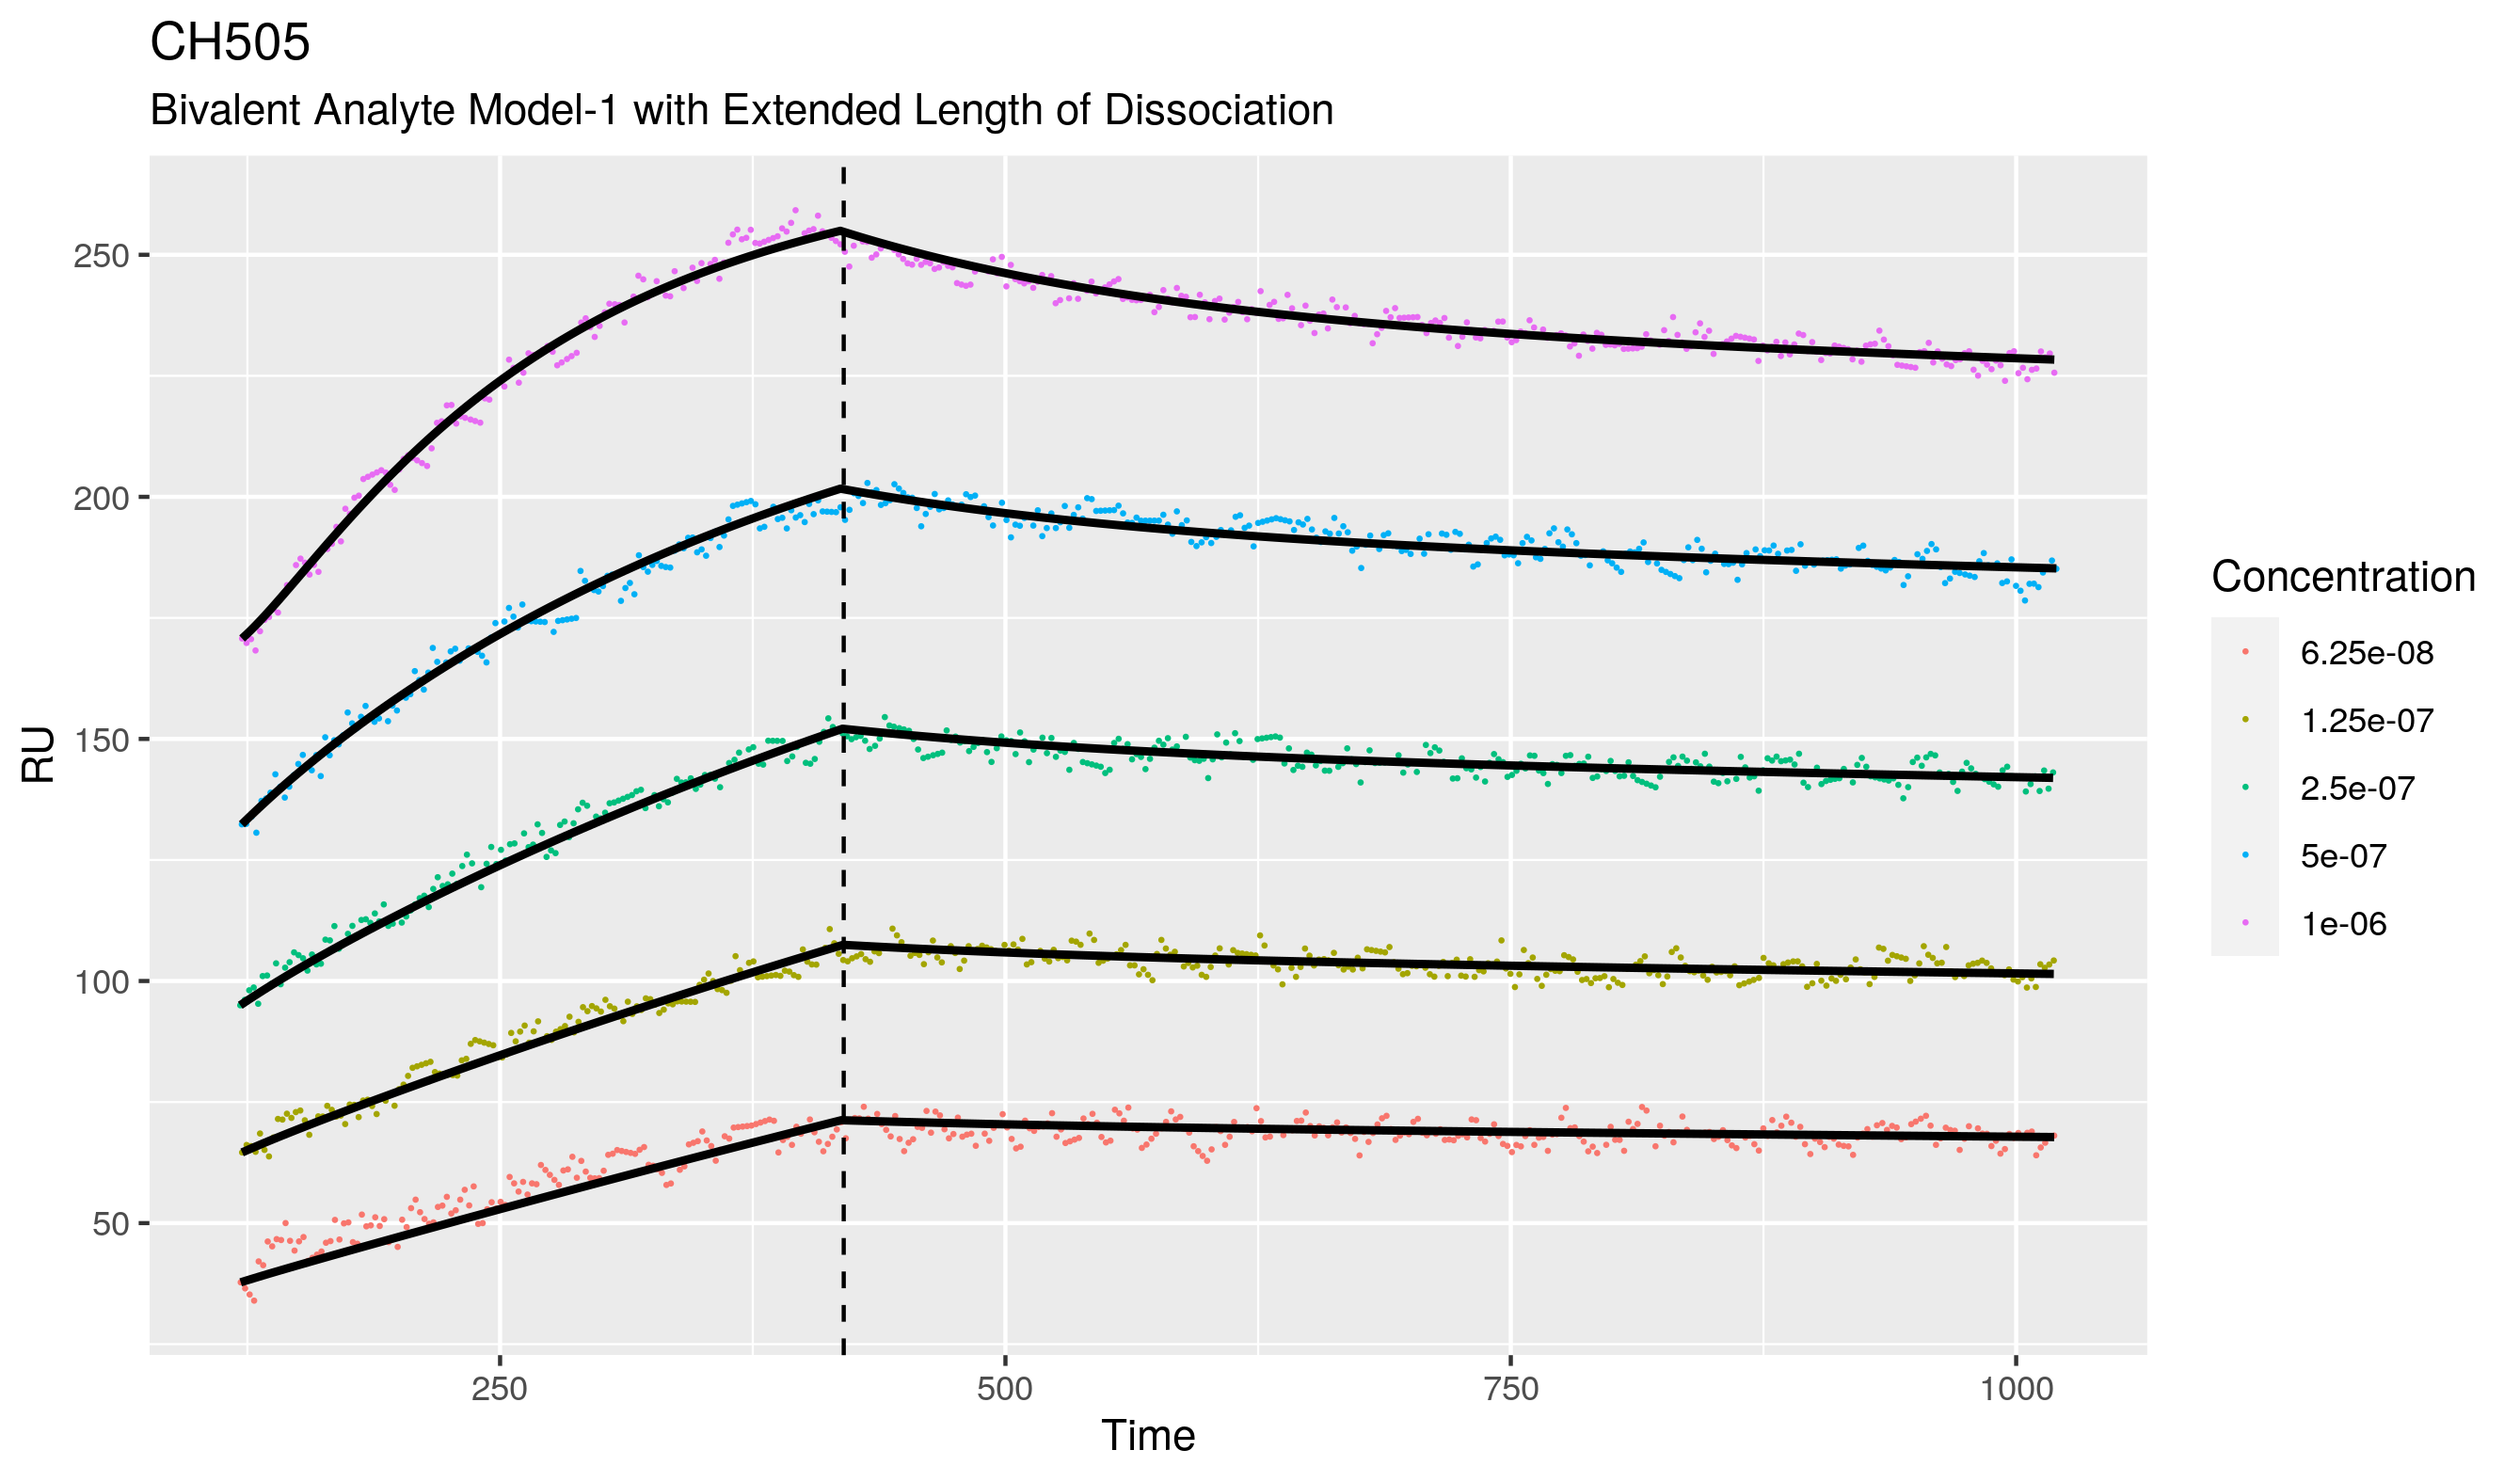 CH505
Bivalent Analyte Model-1 with Extended Length of Dissociation
RU
250
200
150
100
50
250 500 750 1000
Time
Concentration
6.25e-08
1.25e-07
2.5e-07
5e-07
1e-06